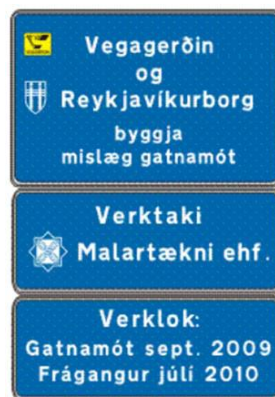 Vegagerðin
og
Reykjavíkurborg
byggja
mislæg gatnamót
Verktaki
Malartækni ehf.
Verklok:
Gatnamót sept. 2009
Frágangur júlí 2010